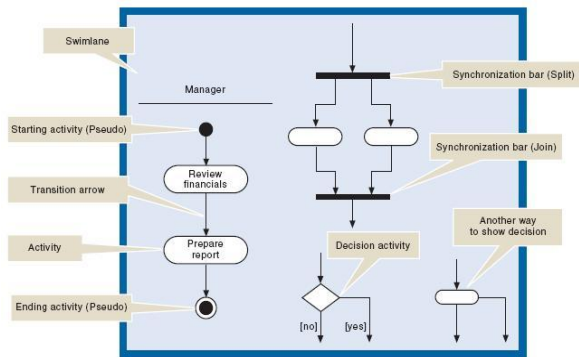 Swimlane
Manager
Starting activity (Pseudo)
Review
financials
Transition arrow
Activity
Prepare
report
Ending activity (Pseudo)
Synchronization bar (Split)
Synchronization bar (Join)
Decision activity
[no]
[yes]
Another way
to show decision